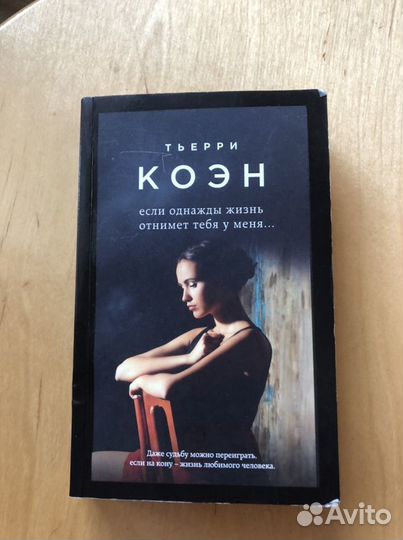 ТЬЕРРИ
КОЭН
если однажды жизнь
отнимет тебя у меня...
Даже судьбу можно переиграть,
если на кону – жизнь любимого человека.
Avito